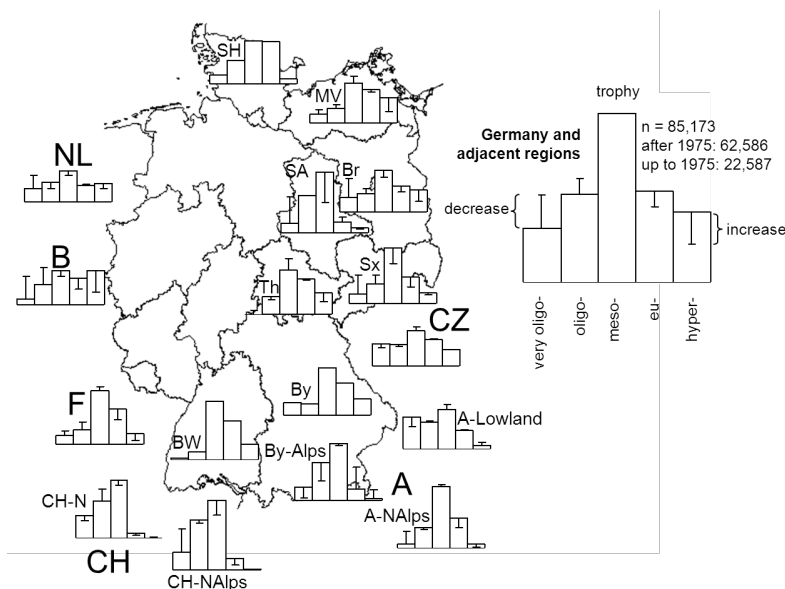 SH
MV
NL
SA
Br
B
Sx
Th
CZ
F
By
BW
By-Alps
A-Lowland
A
A-NAlps
CH-N
CH
CH-NAlps
trophy
Germany and
adjacent regions
n = 85,173
after 1975: 62,586
up to 1975: 22,587
decrease
increase
very oligo-
oligo-
meso-
eu-
hyper-